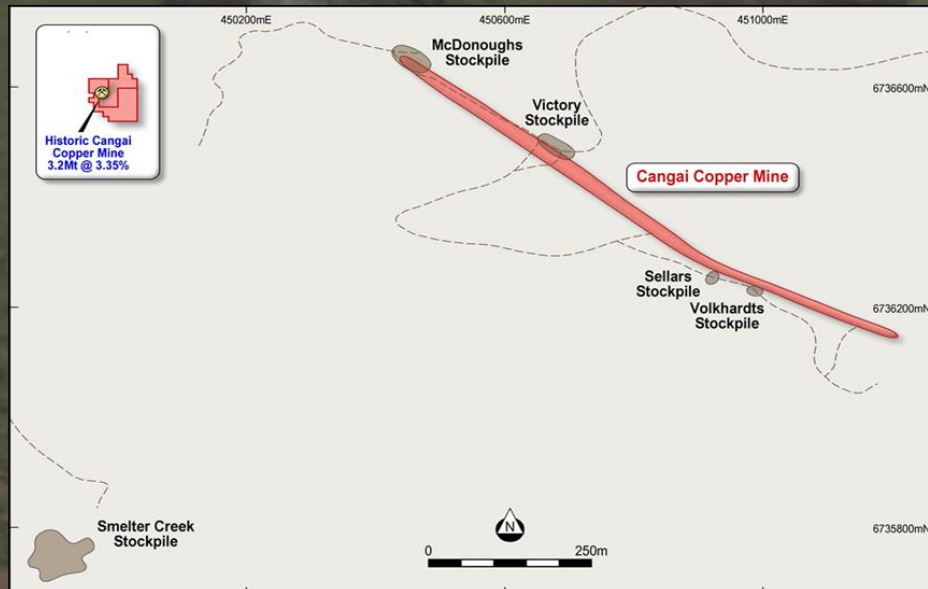 450200mE
450600mE
451000mE
McDonoughs
Stockpile
6736600mN
Victory
Stockpile
Historic Cangai
Copper Mine
3.2Mt @ 3.35%
Cangai Copper Mine
Sellars
Stockpile
Volkhardts
Stockpile
6736200mN
Smelter Creek
Stockpile
N
0
250m
6735800mN